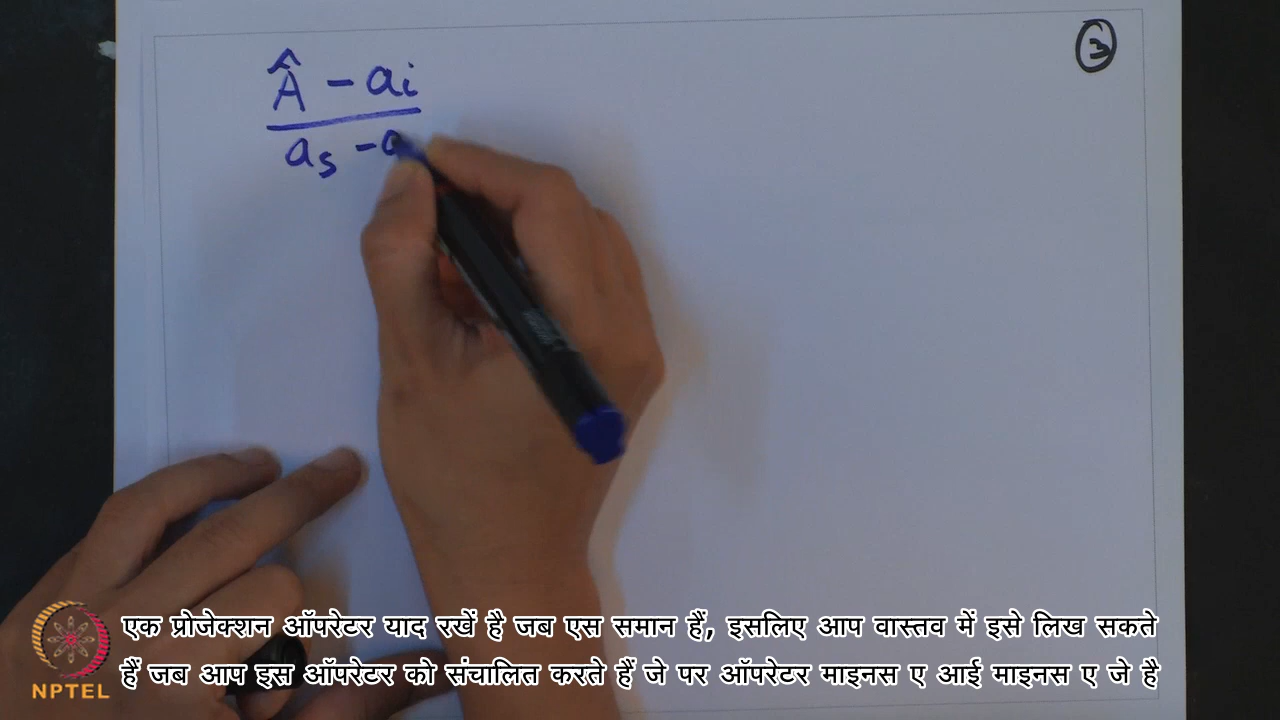 3
Â - ai
as - a
एक प्रोजेक्शन ऑपरेटर याद रखें है जब एस समान हैं, इसलिए आप वास्तव में इसे लिख सकते
हैं जब आप इस ऑपरेटर को संचालित करते हैं जे पर ऑपरेटर माइनस ए आई माइनस ए जे है
NPTEL